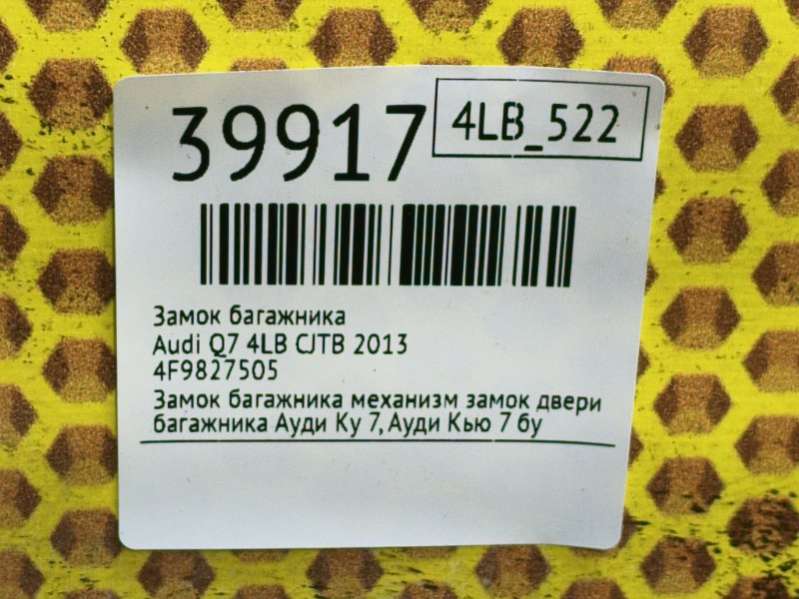 39917
4LB_522
Замок багажника
Audi Q7 4LB CJTB 2013
4F9827505
Замок багажника механизм замок двери
багажника Ауди Ку 7, Ауди Кью 7 бу